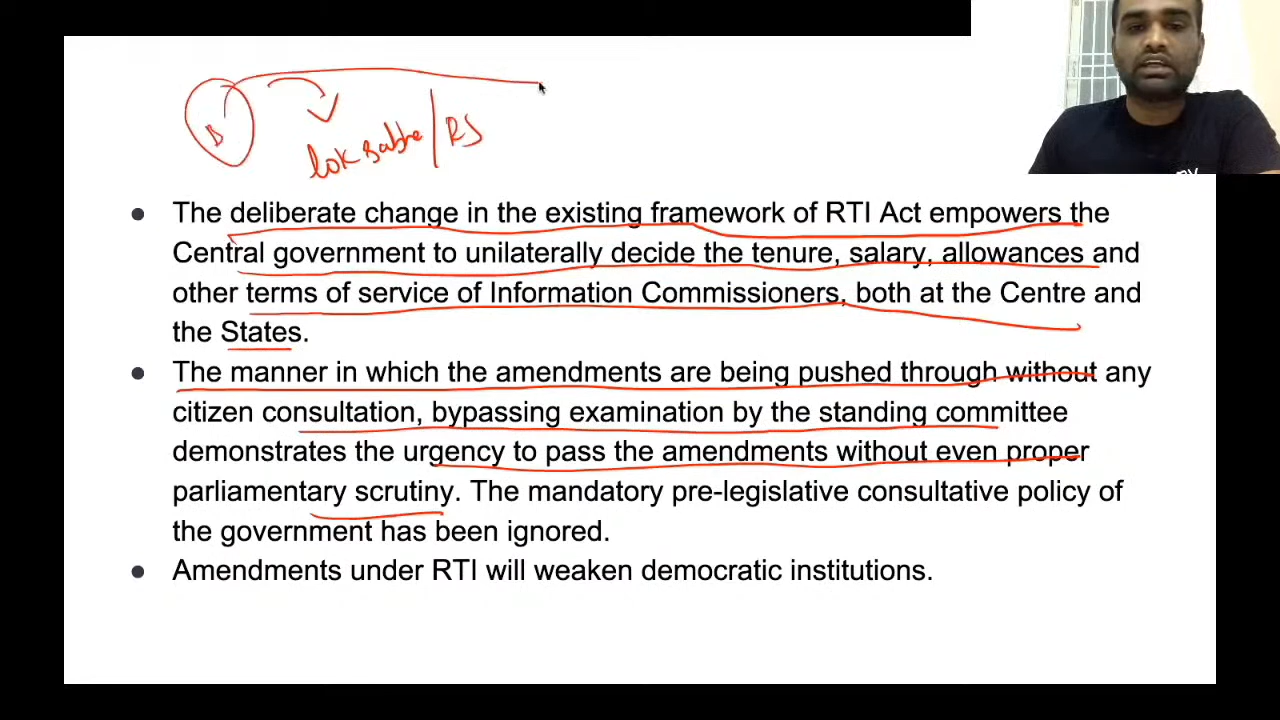 B
lok sabha / RS
● The deliberate change in the existing framework of RTI Act empowers the
Central government to unilaterally decide the tenure, salary, allowances and
other terms of service of Information Commissioners, both at the Centre and
the States.
● The manner in which the amendments are being pushed through without any
citizen consultation, bypassing examination by the standing committee
demonstrates the urgency to pass the amendments without even proper
parliamentary scrutiny. The mandatory pre-legislative consultative policy of
the government has been ignored.
● Amendments under RTI will weaken democratic institutions.